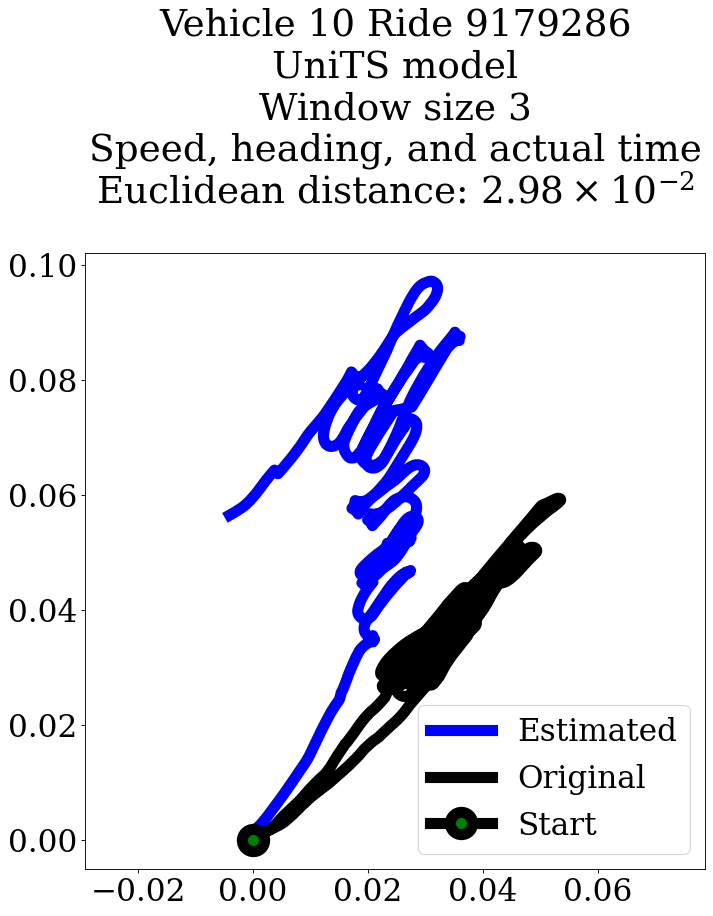 Vehicle 10 Ride 9179286
UniTS model
Window size 3
Speed, heading, and actual time
Euclidean distance: 2.98 × 10⁻²
0.10
0.08
0.06
0.04
0.02
0.00
Estimated
Original
Start
−0.02 0.00 0.02 0.04 0.06